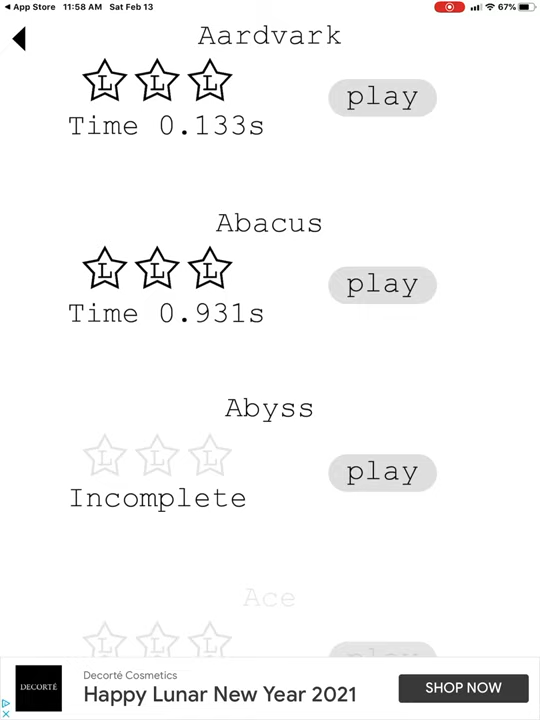 App Store 11:58 AM Sat Feb 13 67%
Aardvark
L L L
play
Time 0.133s
Abacus
L L L
play
Time 0.931s
Abyss
L L L
play
Incomplete
Ace
L L L
play
DECORTÉ
Decorté Cosmetics
Happy Lunar New Year 2021
SHOP NOW